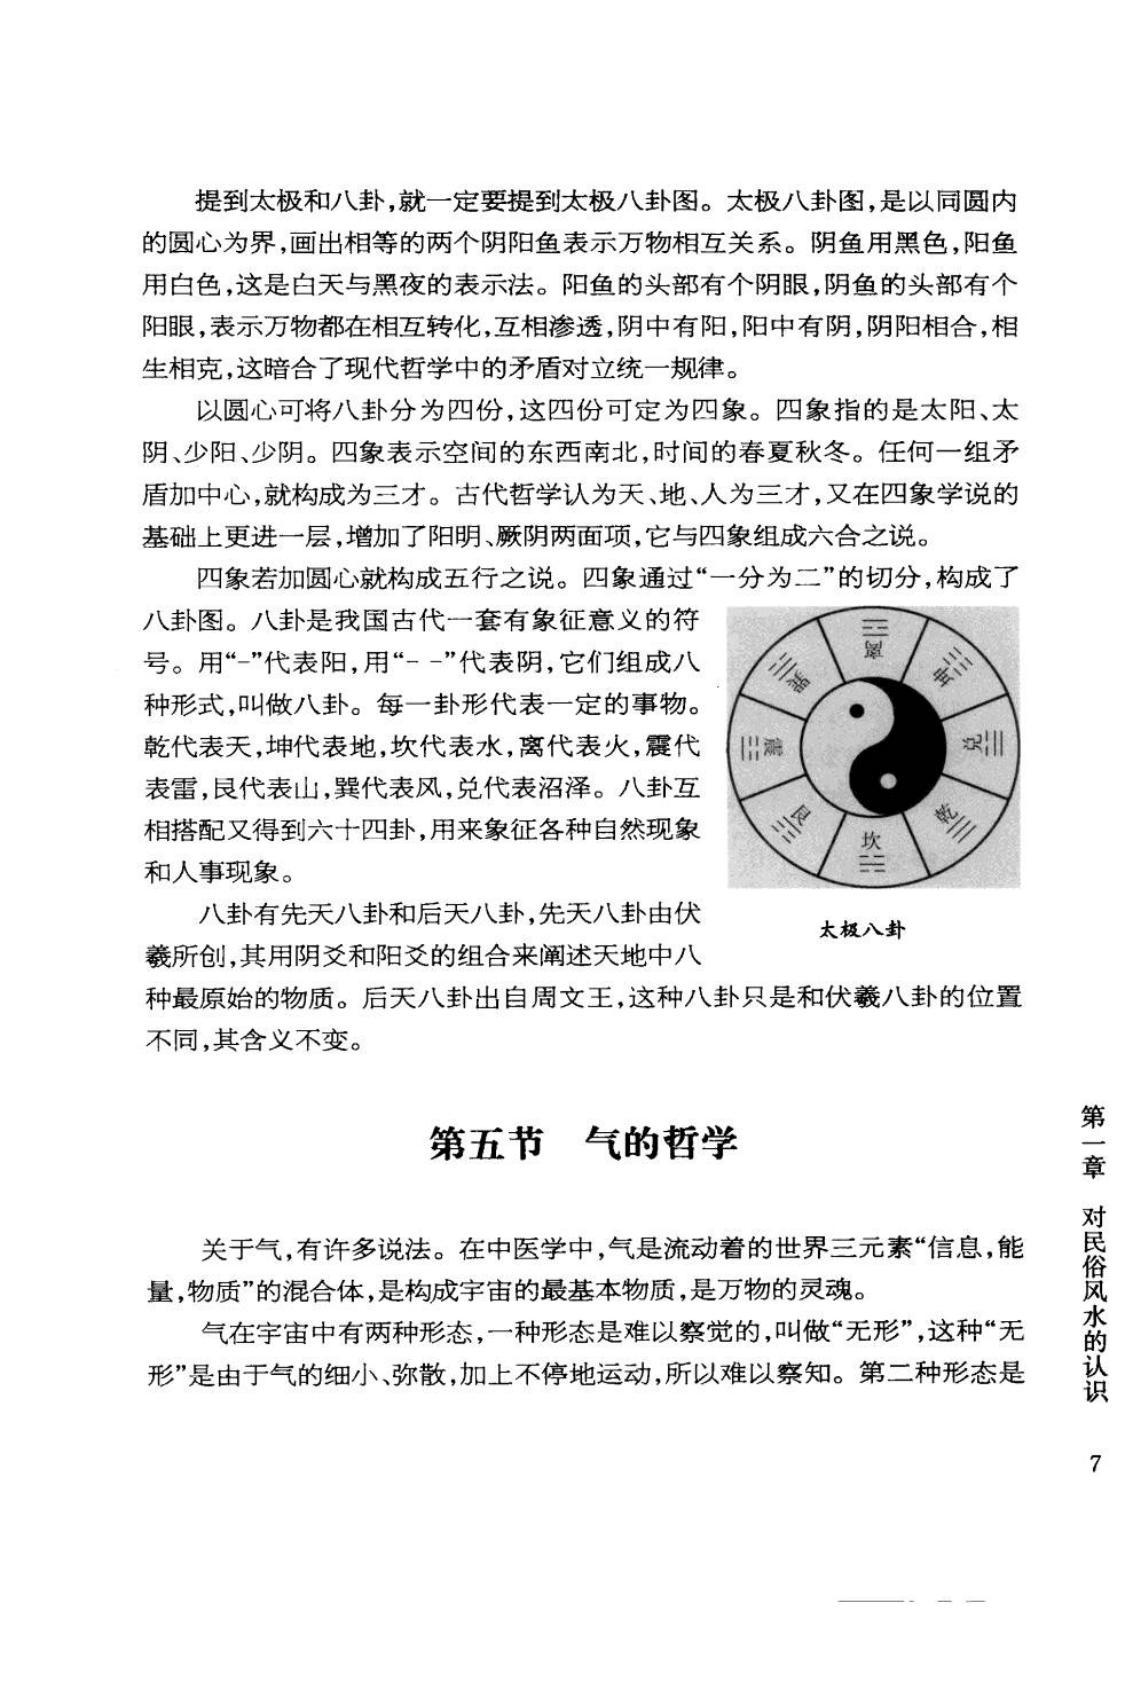 提到太极和八卦,就一定要提到太极八卦图。太极八卦图,是以同圆内
的圆心为界,画出相等的两个阴阳鱼表示万物相互关系。阴鱼用黑色,阳鱼
用白色,这是白天与黑夜的表示法。阳鱼的头部有个阴眼,阴鱼的头部有个
阳眼,表示万物都在相互转化,互相渗透,阴中有阳,阳中有阴,阴阳相合,相
生相克,这暗合了现代哲学中的矛盾对立统一规律。
以圆心可将八卦分为四份,这四份可定为四象。四象指的是太阳、太
阴、少阳、少阴。四象表示空间的东西南北,时间的春夏秋冬。任何一组矛
盾加中心,就构成为三才。古代哲学认为天、地、人为三才,又在四象学说的
基础上更进一层,增加了阳明、厥阴两面项,它与四象组成六合之说。
四象若加圆心就构成五行之说。四象通过“一分为二”的切分,构成了
八卦图。八卦是我国古代一套有象征意义的符
号。用“-”代表阳,用“- -”代表阴,它们组成八
种形式,叫做八卦。每一卦形代表一定的事物。
乾代表天,坤代表地,坎代表水,离代表火,震代
表雷,艮代表山,巽代表风,兑代表沼泽。八卦互
相搭配又得到六十四卦,用来象征各种自然现象
和人事现象。
八卦有先天八卦和后天八卦,先天八卦由伏
羲所创,其用阴爻和阳爻的组合来阐述天地中八
种最原始的物质。后天八卦出自周文王,这种八卦只是和伏羲八卦的位置
不同,其含义不变。
離
坤
兑
乾
坎
艮
震
巽
太极八卦
第五节 气的哲学
关于气,有许多说法。在中医学中,气是流动着的世界三元素“信息,能
量,物质”的混合体,是构成宇宙的最基本物质,是万物的灵魂。
气在宇宙中有两种形态,一种形态是难以察觉的,叫做“无形”,这种“无
形”是由于气的细小、弥散,加上不停地运动,所以难以察知。第二种形态是
第一章 对民俗风水的认识
7